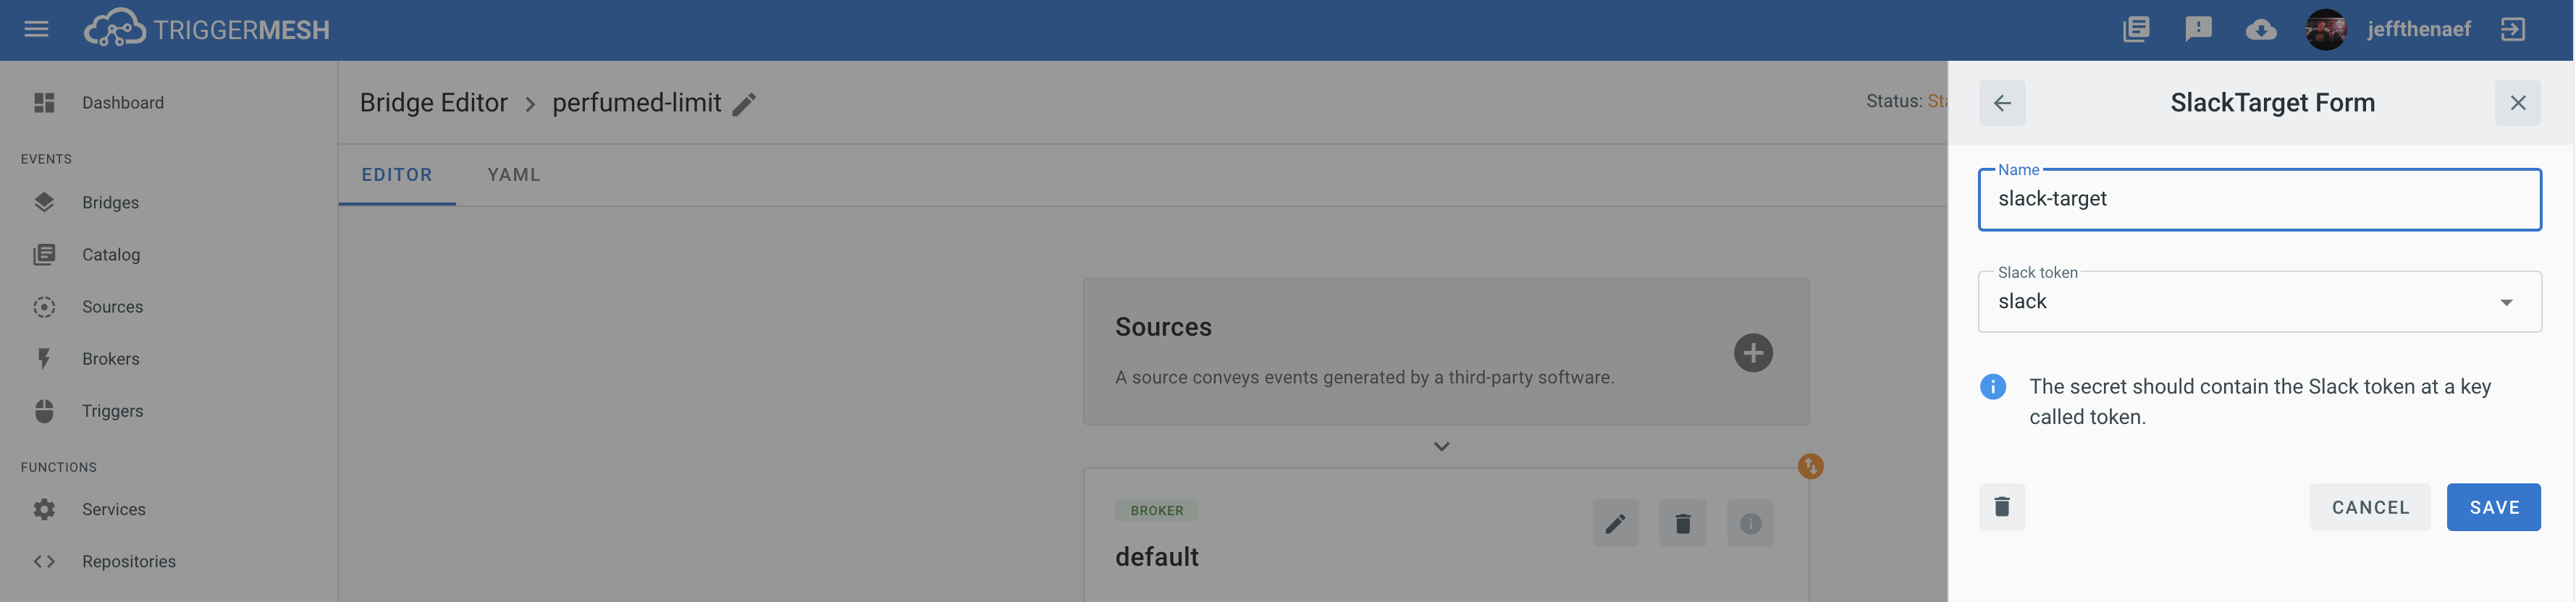 TRIGGERMESH
jeffthenaef
Dashboard
EVENTS
Bridges
Catalog
Sources
Brokers
Triggers
FUNCTIONS
Services
Repositories
Bridge Editor > perfumed-limit
Status:
EDITOR YAML
Sources
A source conveys events generated by a third-party software.
BROKER
default
SlackTarget Form
Name
slack-target
Slack token
slack
The secret should contain the Slack token at a key
called token.
CANCEL SAVE